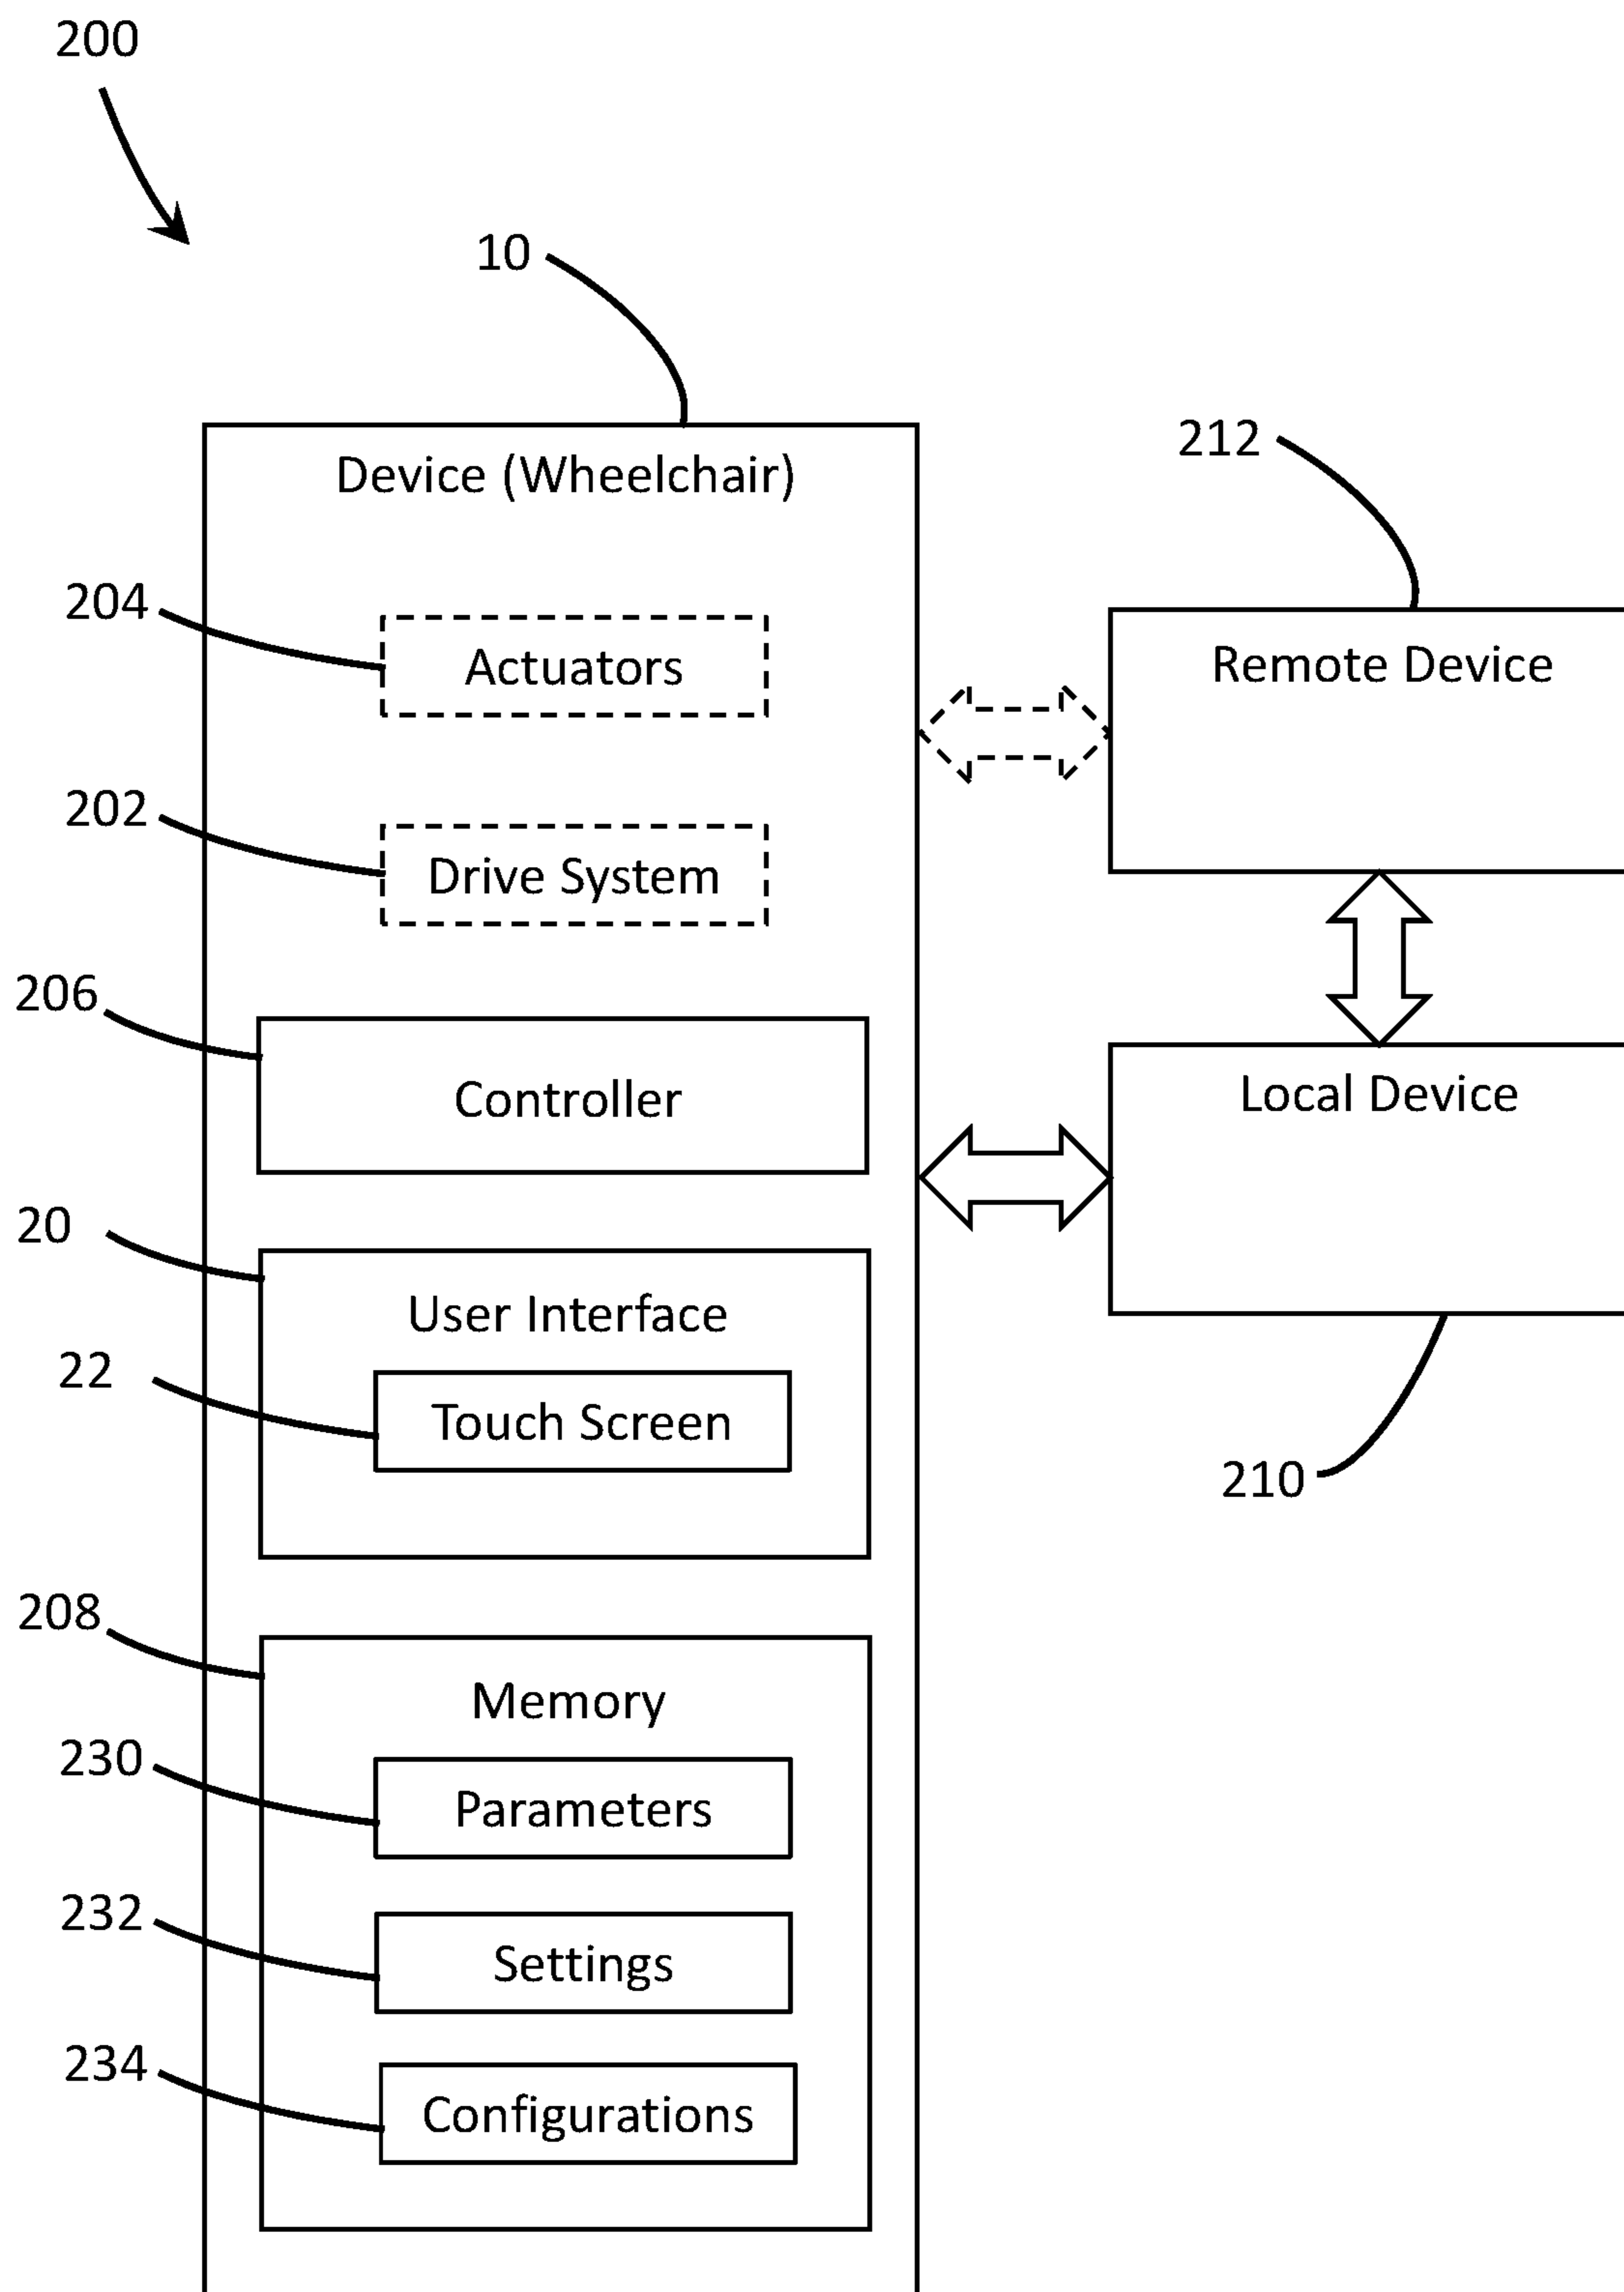 200
10
Device (Wheelchair)
212
204
Actuators
Remote Device
202
Drive System
206
Controller
Local Device
20
User Interface
22
Touch Screen
210
208
Memory
230
Parameters
232
Settings
234
Configurations